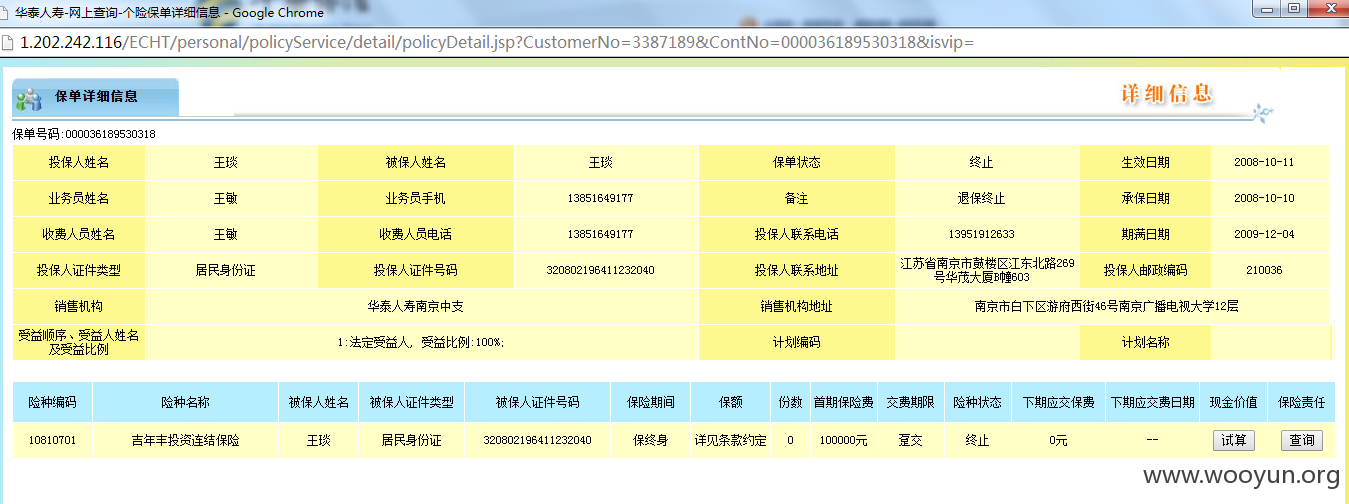 华泰人寿-网上查询-个险保单详细信息 - Google Chrome
1.202.242.116/ECHT/personal/policyService/detail/policyDetail.jsp?CustomerNo=3387189&ContNo=000036189530318&isvip=
保单详细信息
详细信息
保单号码:000036189530318
投保人姓名 王琰 被保人姓名 王琰 保单状态 终止 生效日期 2008-10-11
业务员姓名 王敏 业务员手机 13851649177 备注 退保终止 承保日期 2008-10-10
收费人员姓名 王敏 收费人员电话 13851649177 投保人联系电话 13951912633 期满日期 2009-12-04
投保人证件类型 居民身份证 投保人证件号码 320802196411232040 投保人联系地址 江苏省南京市鼓楼区江东北路269
号华茂大厦B幢603 投保人邮政编码 210036
销售机构 华泰人寿南京中支 销售机构地址 南京市白下区游府西街46号南京广播电视大学12层
受益顺序、受益人姓名
及受益比例 1:法定受益人, 受益比例:100%; 计划编码 计划名称
险种编码 险种名称 被保人姓名 被保人证件类型 被保人证件号码 保险期间 保额 份数 首期保险费 交费期限 险种状态 下期应交保费 下期应交费日期 现金价值 保险责任
10810701 吉年丰投资连结保险 王琰 居民身份证 320802196411232040 保终身 详见条款约定 0 100000元 趸交 终止 0元 -- 试算 查询
www.wooyun.org